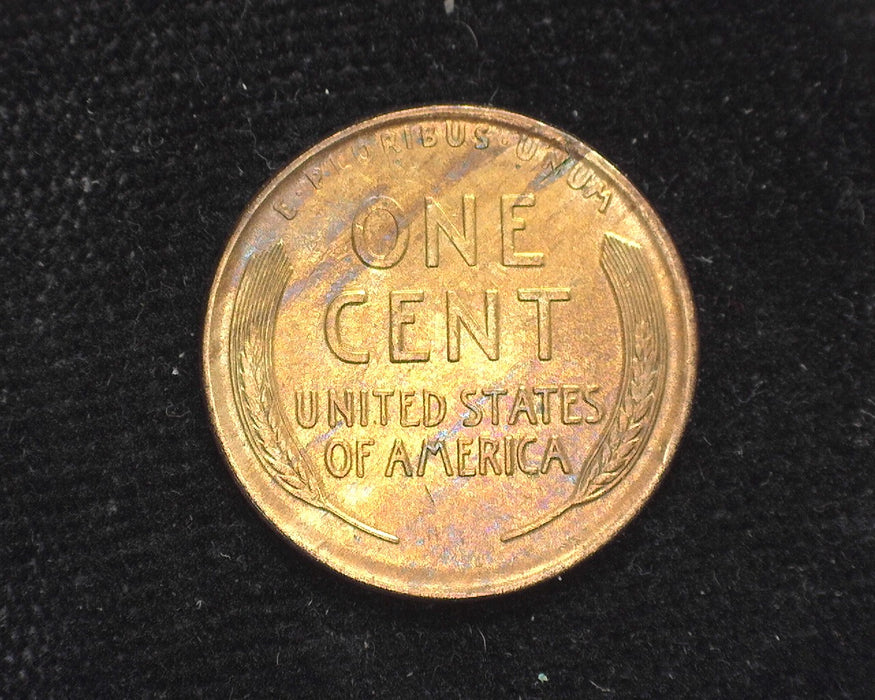 E·PLURIBUS·UNUM
ONE
CENT
UNITED STATES
OF AMERICA